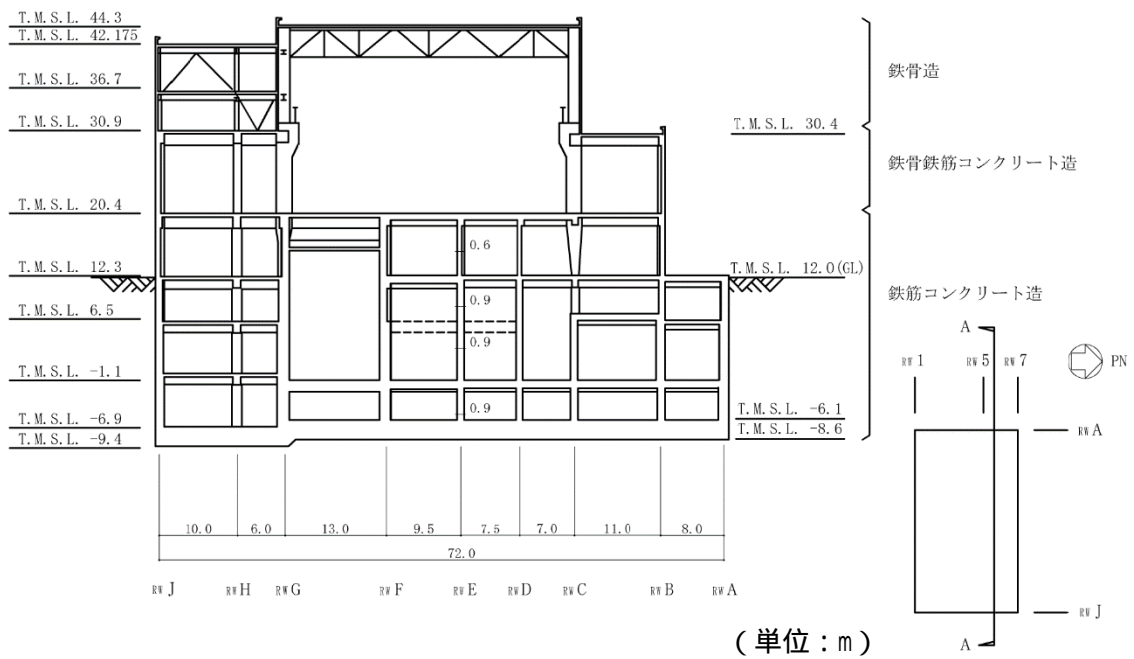 T.M.S.L. 44.3
T.M.S.L. 42.175
T.M.S.L. 36.7
T.M.S.L. 30.9
T.M.S.L. 20.4
T.M.S.L. 12.3
T.M.S.L. 6.5
T.M.S.L. -1.1
T.M.S.L. -6.9
T.M.S.L. -9.4
0.6
0.9
0.9
0.9
T.M.S.L. 30.4
T.M.S.L. 12.0(GL)
T.M.S.L. -6.1
T.M.S.L. -8.6
鉄骨造
鉄骨鉄筋コンクリート造
鉄筋コンクリート造
10.0 6.0 13.0 9.5 7.5 7.0 11.0 8.0
72.0
RW J RW H RW G RW F RW E RW D RW C RW B RW A
A
RW 1 RW 5 RW 7
PN
RW A
RW J
A
(単位:m)